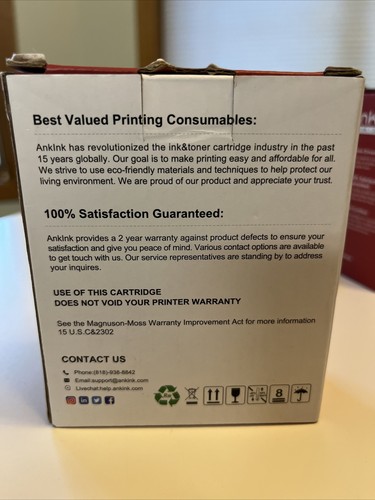 Best Valued Printing Consumables:
AnkInk has revolutionized the ink&toner cartridge industry in the past
15 years globally. Our goal is to make printing easy and affordable for all.
We strive to use eco-friendly materials and techniques to help protect our
living environment. We are proud of our product and appreciate your trust.
100% Satisfaction Guaranteed:
AnkInk provides a 2 year warranty against product defects to ensure your
satisfaction and give you peace of mind. Various contact options are available
to get touch with us. Our service representatives are standing by to address
your inquires.
USE OF THIS CARTRIDGE
DOES NOT VOID YOUR PRINTER WARRANTY
See the Magnuson-Moss Warranty Improvement Act for more information
15 U.S.C&2302
CONTACT US
Phone:(818)-938-8842
Email:support@ankink.com
Livechat:help.ankink.com
8